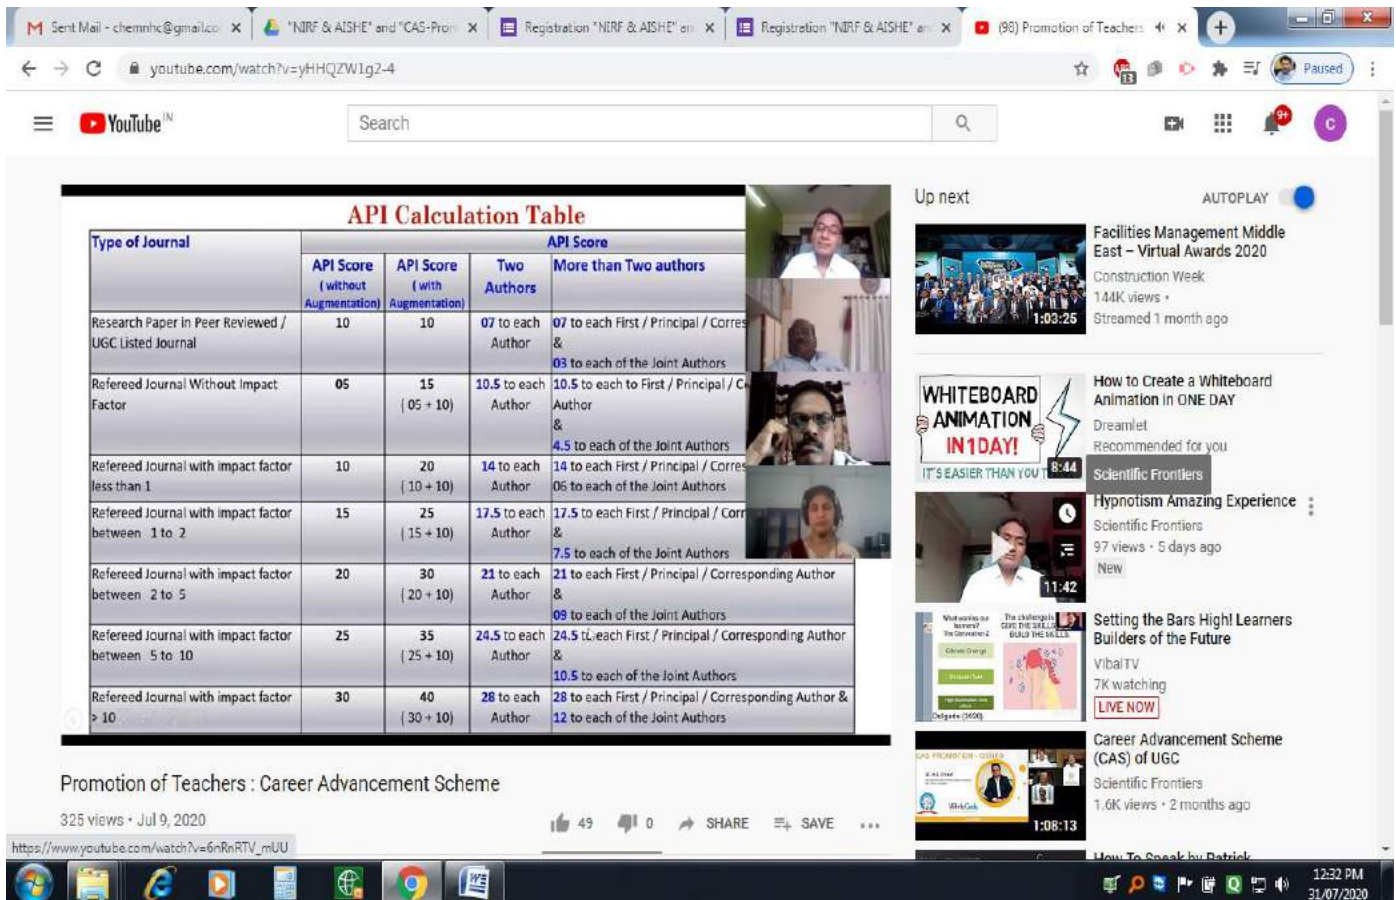 Sent Mail - chemnhc@gmail.co
"NIRF & AISHE" and "CAS-Prom
Registration "NIRF & AISHE" an
Registration "NIRF & AISHE" an
(98) Promotion of Teachers
youtube.com/watch?v=yHHQZW1g2-4
13
Paused
YouTube IN
Search
9+
C
API Calculation Table
Type of Journal
API Score
API Score
( without
Augmentation)
API Score
( with
Augmentation)
Two
Authors
More than Two authors
Research Paper in Peer Reviewed /
UGC Listed Journal
10
10
07 to each
Author
07 to each First / Principal / Corres
&
03 to each of the Joint Authors
Refereed Journal Without Impact
Factor
05
15
( 05 + 10)
10.5 to each
Author
10.5 to each to First / Principal / C
Author
&
4.5 to each of the Joint Authors
Refereed Journal with impact factor
less than 1
10
20
( 10 + 10)
14 to each
Author
14 to each First / Principal / Corres
06 to each of the Joint Authors
Refereed Journal with impact factor
between 1 to 2
15
25
( 15 + 10)
17.5 to each
Author
17.5 to each First / Principal / Corr
&
7.5 to each of the Joint Authors
Refereed Journal with impact factor
between 2 to 5
20
30
( 20 + 10)
21 to each
Author
21 to each First / Principal / Corresponding Author
&
09 to each of the Joint Authors
Refereed Journal with impact factor
between 5 to 10
25
35
( 25 + 10)
24.5 to each
Author
24.5 to each First / Principal / Corresponding Author
&
10.5 to each of the Joint Authors
Refereed Journal with impact factor
> 10
30
40
( 30 + 10)
28 to each
Author
28 to each First / Principal / Corresponding Author &
12 to each of the Joint Authors
Promotion of Teachers : Career Advancement Scheme
325 views • Jul 9, 2020
49
0
SHARE
SAVE
Up next
AUTOPLAY
1:03:25
Facilities Management Middle
East – Virtual Awards 2020
Construction Week
144K views •
Streamed 1 month ago
WHITEBOARD
ANIMATION
IN 1 DAY!
IT'S EASIER THAN YOU T
8:44
How to Create a Whiteboard
Animation in ONE DAY
Dreamlet
Recommended for you
Scientific Frontiers
11:42
Hypnotism Amazing Experience
Scientific Frontiers
97 views • 5 days ago
New
Setting the Bars High! Learners
Builders of the Future
VibalTV
7K watching
LIVE NOW
1:08:13
Career Advancement Scheme
(CAS) of UGC
Scientific Frontiers
1.6K views • 2 months ago
How To Speak by Patrick
https://www.youtube.com/watch?v=6nRnRTV_mUU
12:32 PM
31/07/2020